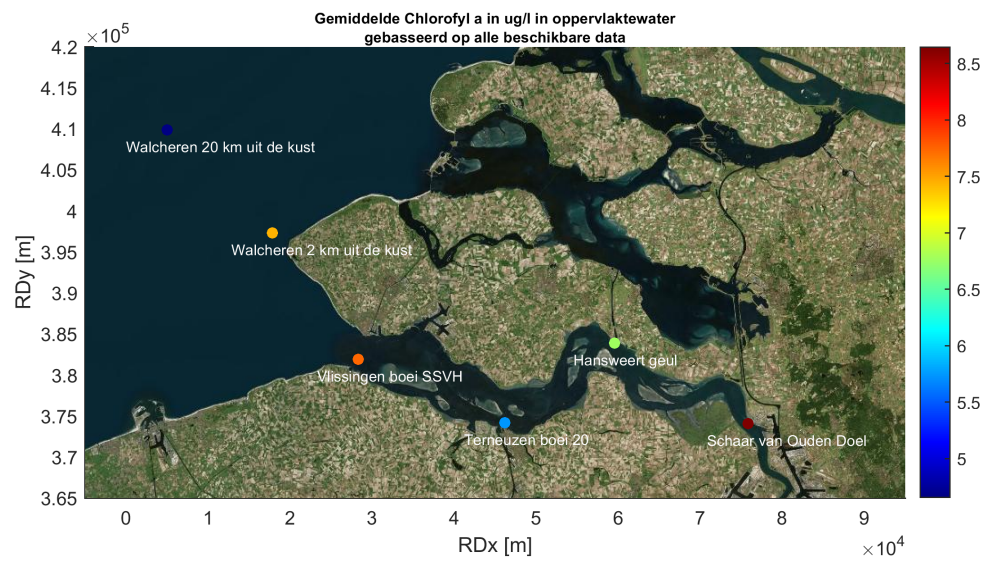 Gemiddelde Chlorofyl a in ug/l in oppervlaktewater
gebasseerd op alle beschikbare data
×10⁵
4.2
4.15
4.1
4.05
4
3.95
3.9
3.85
3.8
3.75
3.7
3.65
RDy [m]
Walcheren 20 km uit de kust
Walcheren 2 km uit de kust
Hansweert geul
Vlissingen boei SSVH
Terneuzen boei 20
Schaar van Ouden Doel
0 1 2 3 4 5 6 7 8 9
RDx [m]
×10⁴
8.5
8
7.5
7
6.5
6
5.5
5